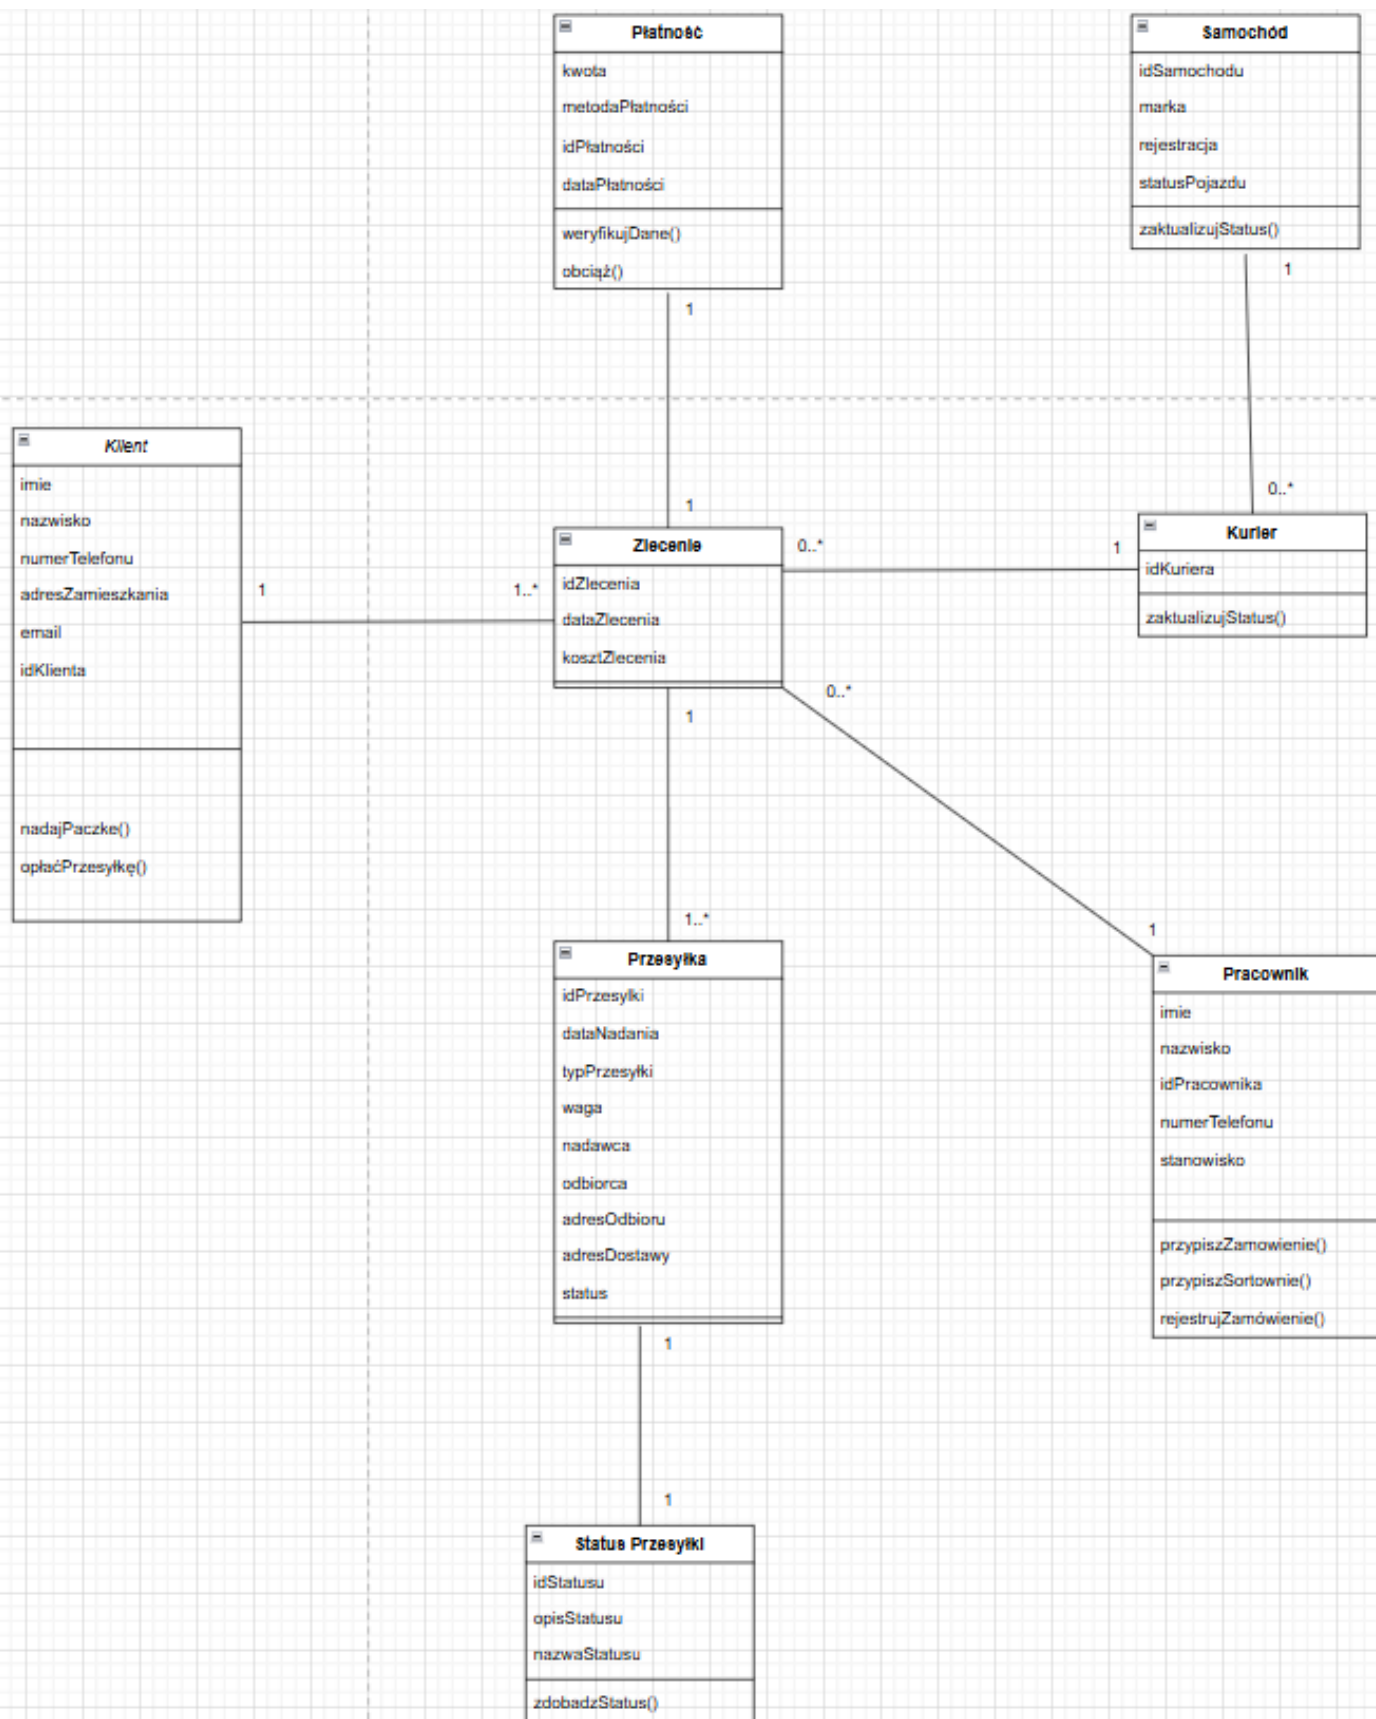 Płatność
kwota
metodaPłatności
idPłatności
dataPłatności
weryfikujDane()
obciąż()
1
Samochód
idSamochodu
marka
rejestracja
statusPojazdu
zaktualizujStatus()
1
Klient
imie
nazwisko
numerTelefonu
adresZamieszkania
email
idKlienta
nadajPaczke()
opłaćPrzesyłkę()
1
1..*
1
Zlecenie
idZlecenia
dataZlecenia
kosztZlecenia
0..*
1
0..*
Kurier
idKuriera
zaktualizujStatus()
0..*
1
1
1..*
Przesyłka
idPrzesylki
dataNadania
typPrzesyłki
waga
nadawca
odbiorca
adresOdbioru
adresDostawy
status
1
Pracownik
imie
nazwisko
idPracownika
numerTelefonu
stanowisko
przypiszZamowienie()
przypiszSortownie()
rejestrujZamówienie()
1
Status Przesyłki
idStatusu
opisStatusu
nazwaStatusu
zdobadzStatus()